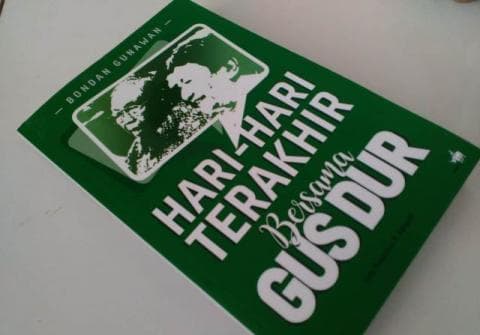 — BONDAN GUNAWAN —
HARI-HARI
TERAKHIR
Bersama
GUS DUR